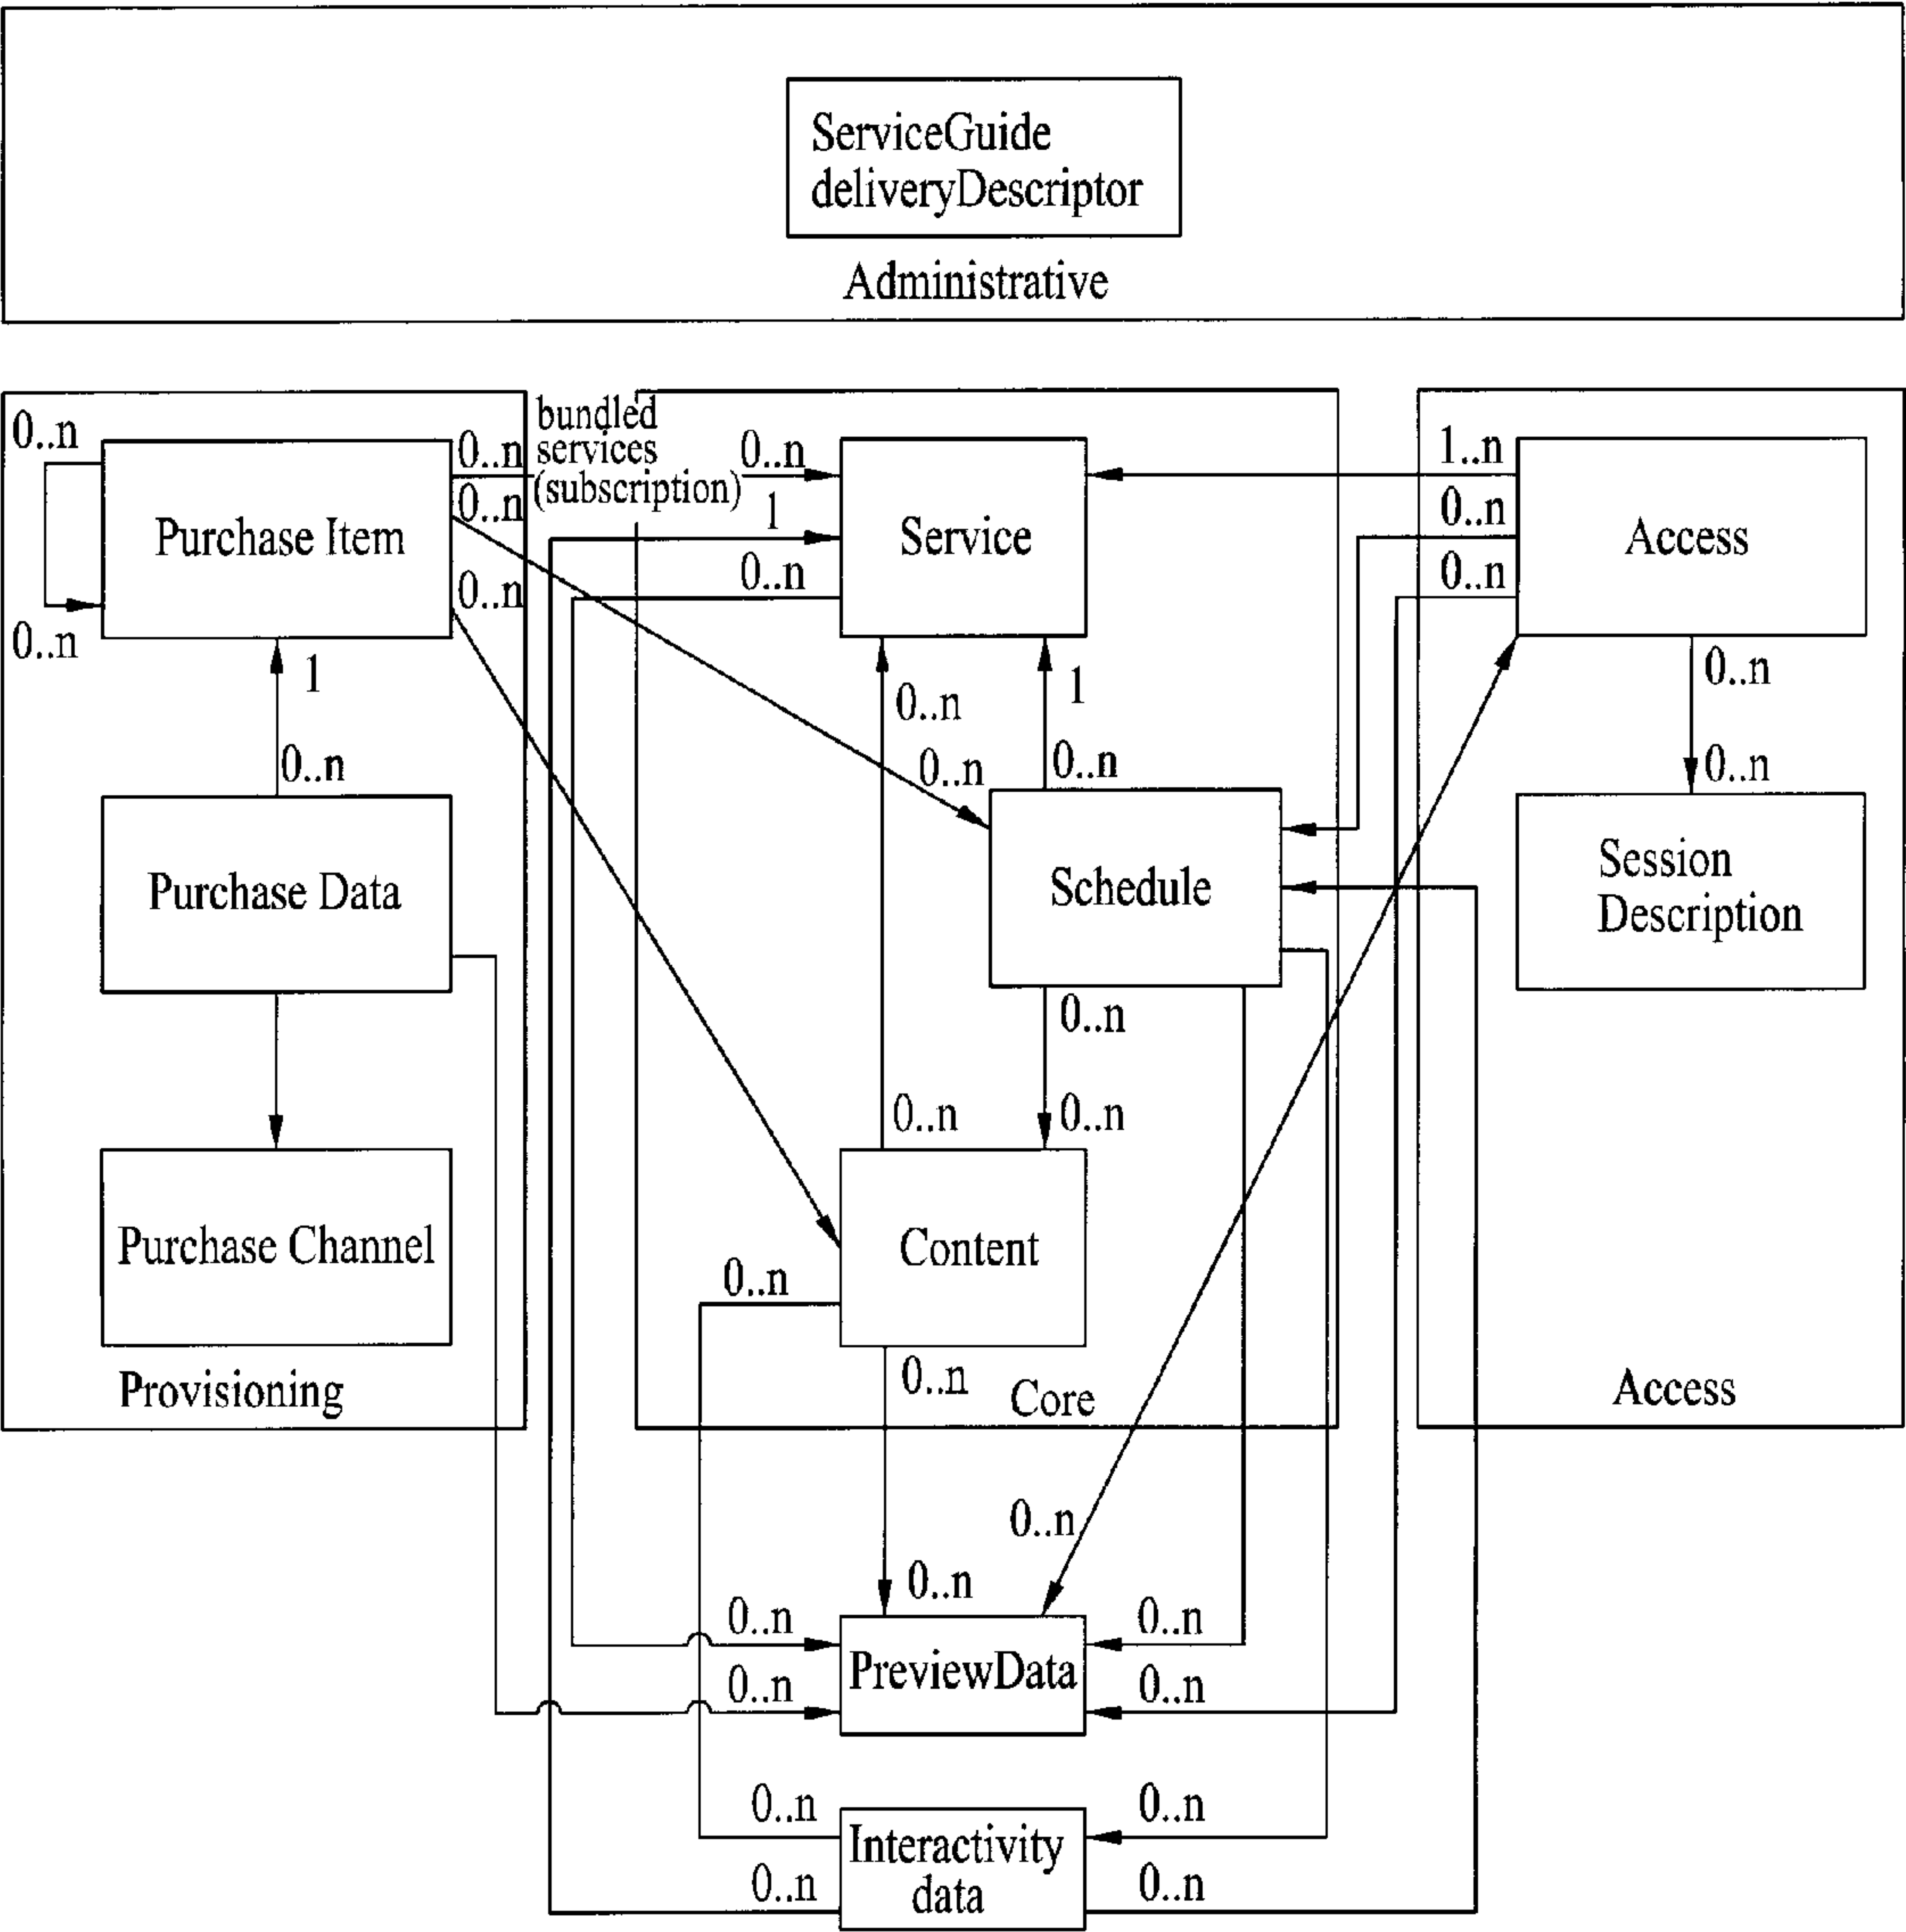 ServiceGuide
deliveryDescriptor
Administrative
0..n
0..n
bundled
services
(subscription)
0..n
1..n
0..n
1
0..n
Purchase Item
Service
Access
0..n
0..n
0..n
0..n
1
0..n
1
0..n
0..n
0..n
0..n
0..n
Purchase Data
Schedule
Session
Description
0..n
0..n
0..n
Purchase Channel
Content
0..n
0..n
Provisioning
Core
Access
0..n
0..n
0..n
0..n
PreviewData
0..n
0..n
0..n
0..n
Interactivity
data
0..n
0..n